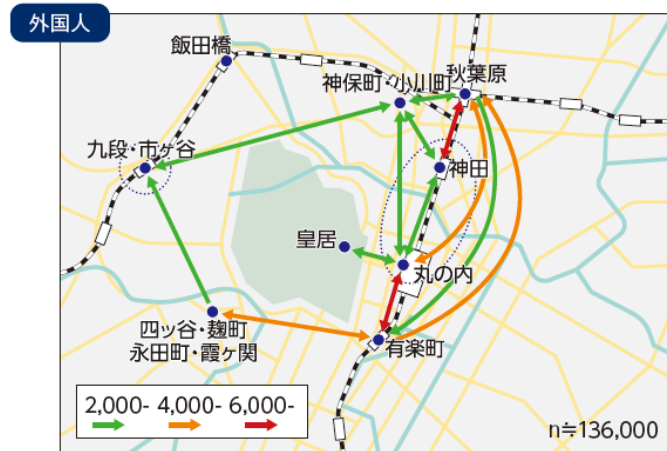 外国人
飯田橋
神保町・小川町
秋葉原
九段・市ヶ谷
神田
皇居
丸の内
四ッ谷・麹町
永田町・霞ヶ関
有楽町
2,000- 4,000- 6,000-
n≒136,000